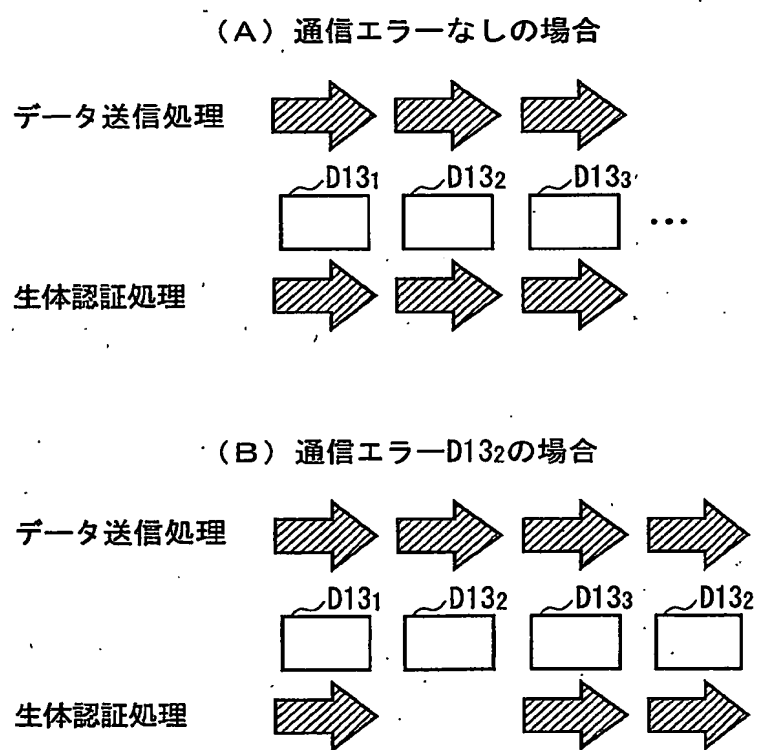 (A) 通信エラーなしの場合
データ送信処理
D13₁ D13₂ D13₃
...
生体認証処理
(B) 通信エラーD13₂の場合
データ送信処理
D13₁ D13₂ D13₃ D13₂
生体認証処理